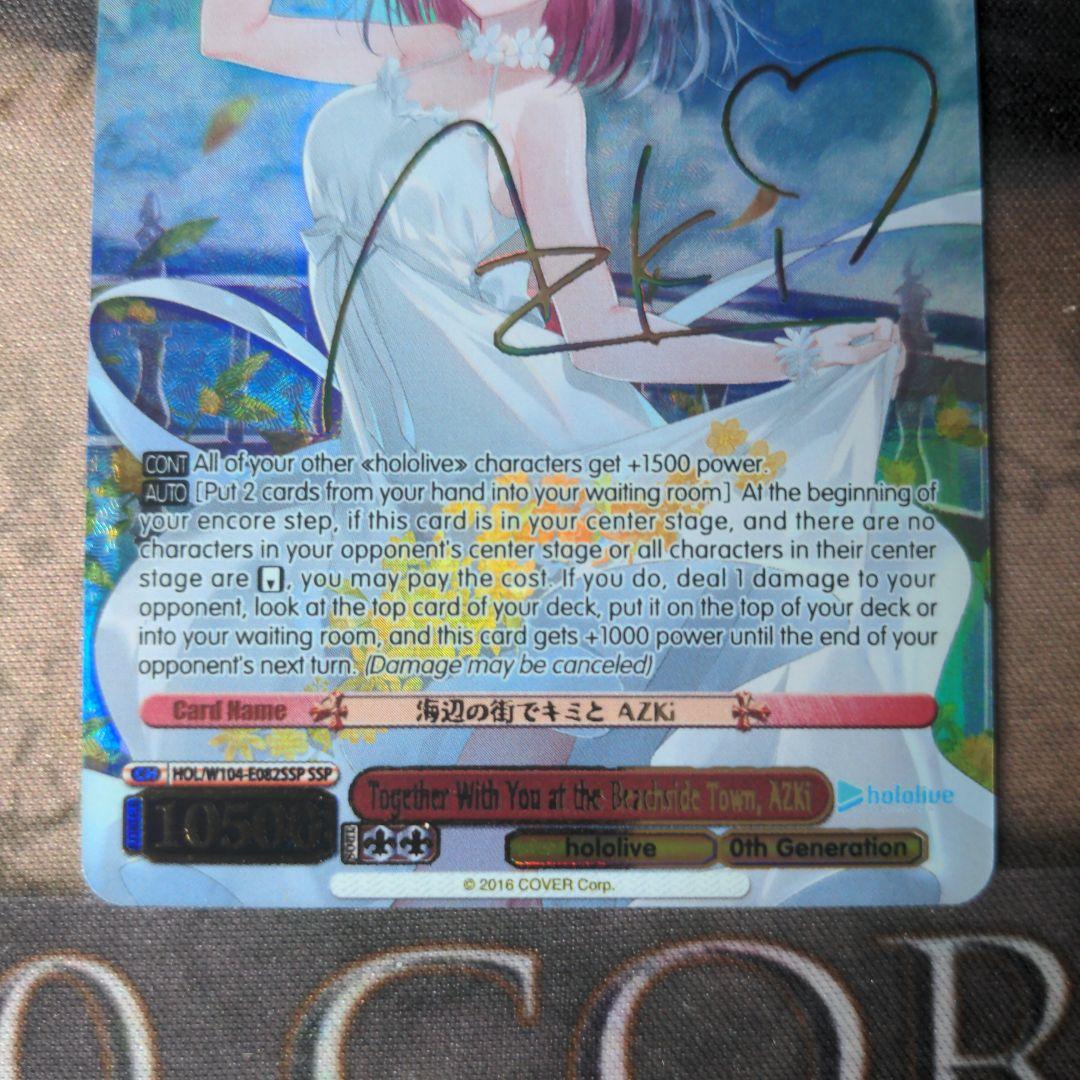 AZKi
CONT All of your other «hololive» characters get +1500 power.
AUTO [Put 2 cards from your hand into your waiting room] At the beginning of
your encore step, if this card is in your center stage, and there are no
characters in your opponent's center stage or all characters in their center
stage are , you may pay the cost. If you do, deal 1 damage to your
opponent, look at the top card of your deck, put it on the top of your deck or
into your waiting room, and this card gets +1000 power until the end of your
opponent's next turn. (Damage may be canceled)
Card Name 海辺の街でキミと AZKi
CH HOL/W104-E082SSP SSP
Together With You at the Beachside Town, AZKi
hololive
10500
hololive 0th Generation
© 2016 COVER Corp.
COR